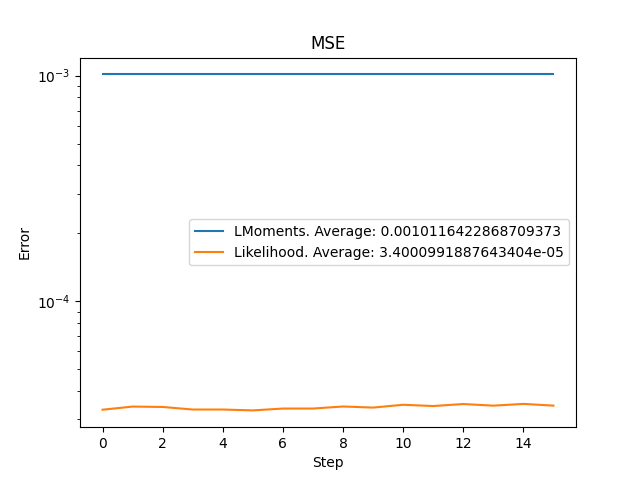 MSE
10⁻³
10⁻⁴
Error
LMoments. Average: 0.0010116422868709373
Likelihood. Average: 3.4000991887643404e-05
0 2 4 6 8 10 12 14
Step